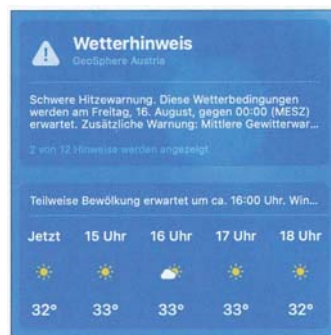 Wetterhinweis
GeoSphere Austria
Schwere Hitzewarnung. Diese Wetterbedingungen
werden am Freitag, 16. August, gegen 00:00 (MESZ)
erwartet. Zusätzliche Warnung: Mittlere Gewitterwar...
2 von 12 Hinweise werden angezeigt
Teilweise Bewölkung erwartet um ca. 16:00 Uhr. Win...
Jetzt 15 Uhr 16 Uhr 17 Uhr 18 Uhr
32° 33° 33° 33° 32°